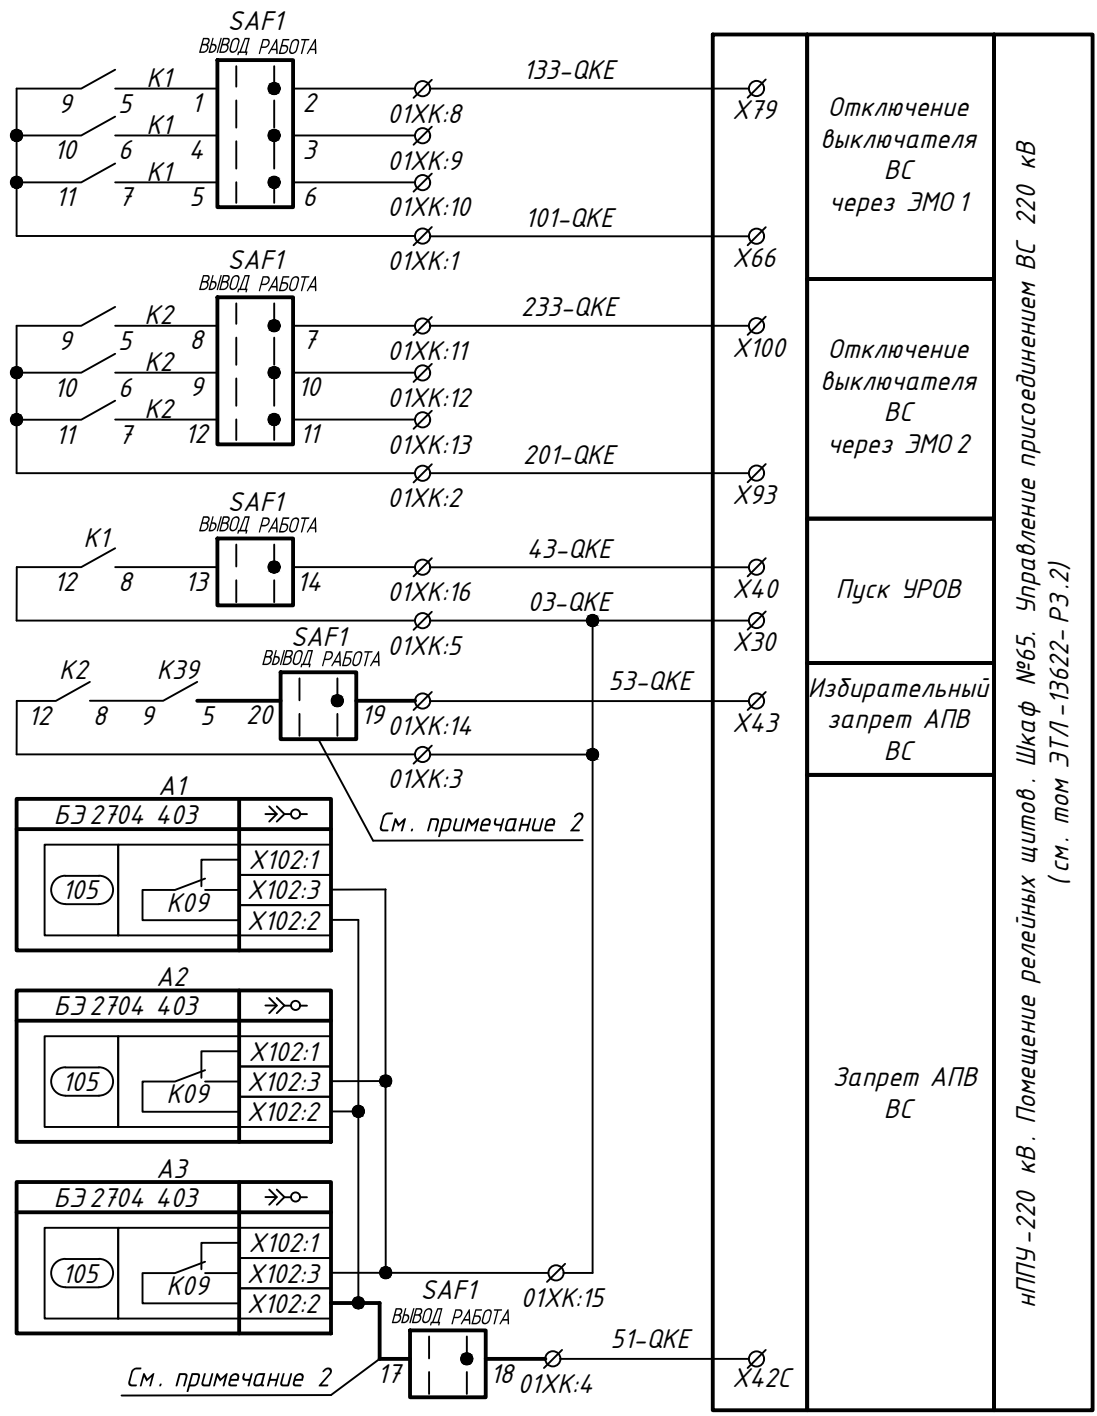 SAF1
ВЫВОД РАБОТА
9 5 K1 1 2 01XK:8 133-QKE X79
10 6 K1 4 3 01XK:9
11 7 K1 5 6 01XK:10
01XK:1 101-QKE X66
Отключение
выключателя
ВС
через ЭМО 1
SAF1
ВЫВОД РАБОТА
9 5 K2 8 7 01XK:11 233-QKE X100
10 6 K2 9 10 01XK:12
11 7 K2 12 11 01XK:13
01XK:2 201-QKE X93
Отключение
выключателя
ВС
через ЭМО 2
SAF1
ВЫВОД РАБОТА
K1
12 8 13 14 01XK:16 43-QKE X40
01XK:5 03-QKE X30
Пуск УРОВ
SAF1
ВЫВОД РАБОТА
K2 K39
12 8 9 5 20 19 01XK:14 53-QKE X43
01XK:3
Избирательный
запрет АПВ
ВС
См. примечание 2
A1
БЭ 2704 403
105 K09
X102:1
X102:3
X102:2
A2
БЭ 2704 403
105 K09
X102:1
X102:3
X102:2
A3
БЭ 2704 403
105 K09
X102:1
X102:3
X102:2
01XK:15
SAF1
ВЫВОД РАБОТА
17 18 01XK:4 51-QKE X42C
См. примечание 2
Запрет АПВ
ВС
нППУ-220 кВ. Помещение релейных щитов. Шкаф №65. Управление присоединением ВС 220 кВ
(см. том ЭТЛ-13622-РЗ.2)